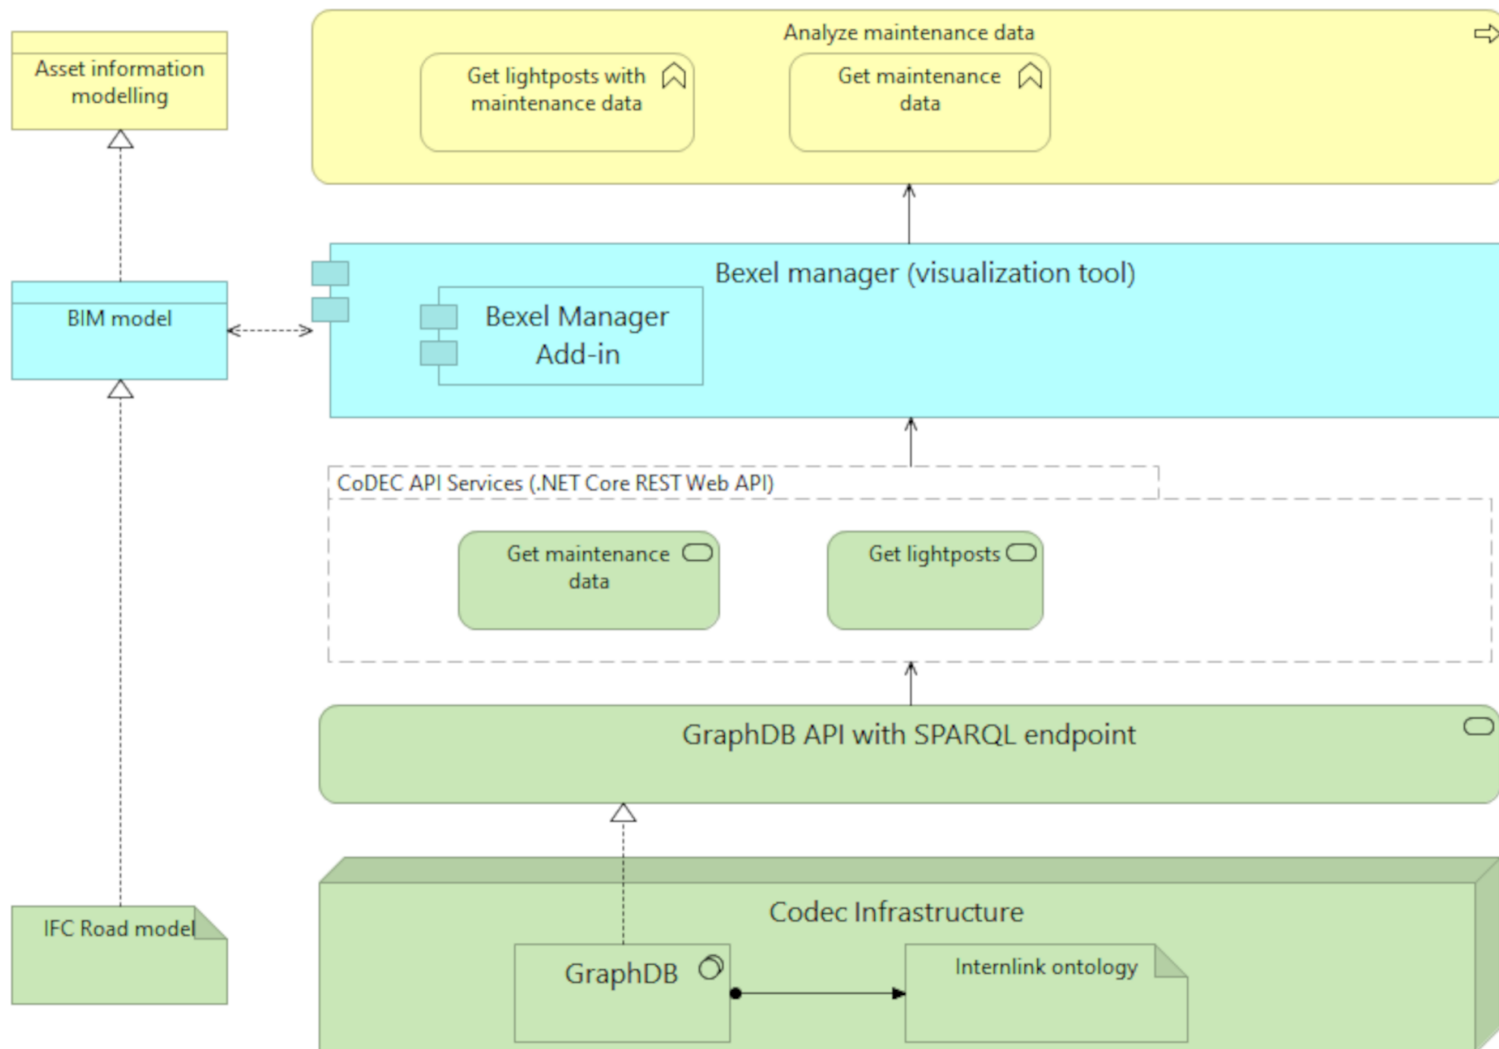 Analyze maintenance data
Asset information
modelling
Get lightposts with
maintenance data
Get maintenance
data
Bexel manager (visualization tool)
BIM model
Bexel Manager
Add-in
CoDEC API Services (.NET Core REST Web API)
Get maintenance
data
Get lightposts
GraphDB API with SPARQL endpoint
Codec Infrastructure
IFC Road model
GraphDB
Internlink ontology